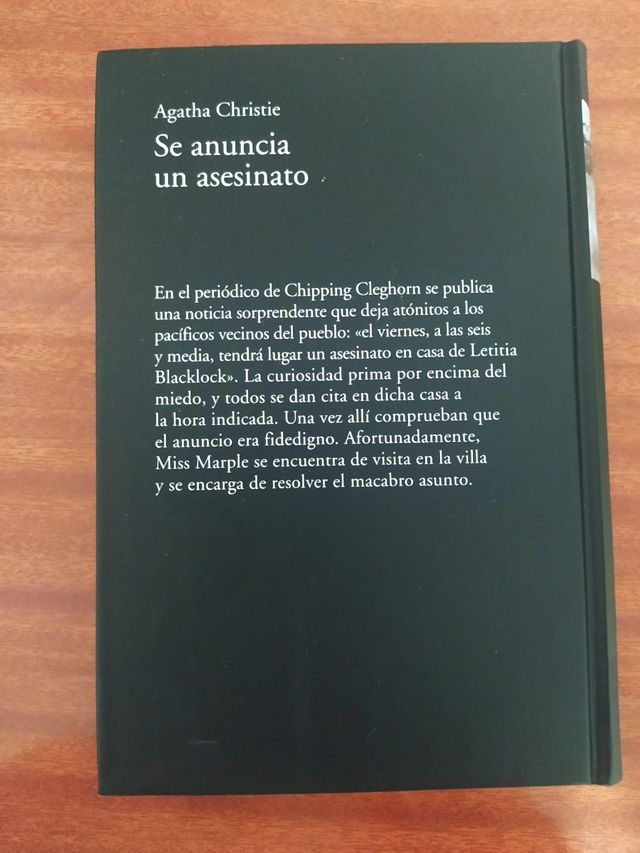 Agatha Christie
Se anuncia
un asesinato
En el periódico de Chipping Cleghorn se publica
una noticia sorprendente que deja atónitos a los
pacíficos vecinos del pueblo: «el viernes, a las seis
y media, tendrá lugar un asesinato en casa de Letitia
Blacklock». La curiosidad prima por encima del
miedo, y todos se dan cita en dicha casa a
la hora indicada. Una vez allí comprueban que
el anuncio era fidedigno. Afortunadamente,
Miss Marple se encuentra de visita en la villa
y se encarga de resolver el macabro asunto.